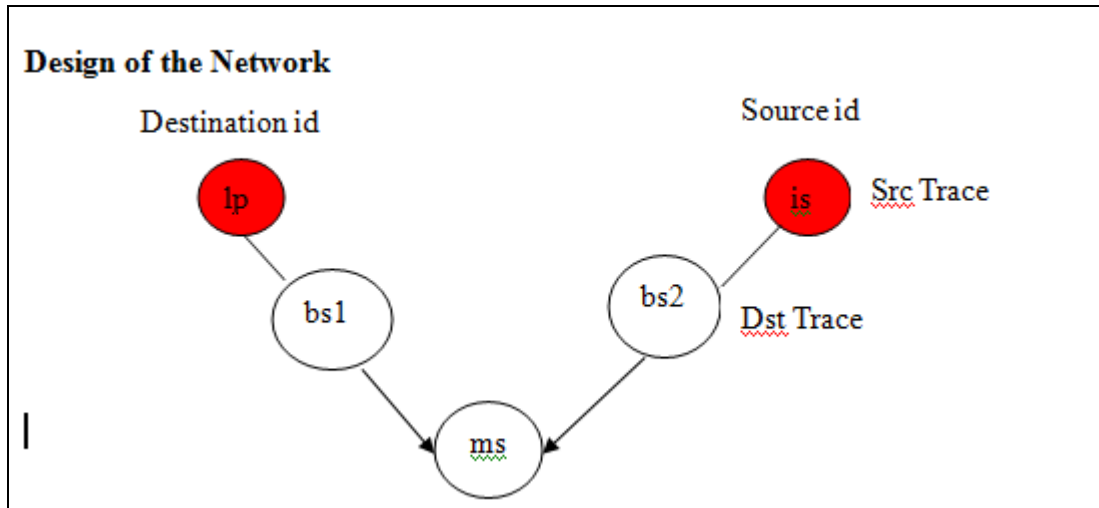 Design of the Network
Destination id
Source id
lp
is
Src Trace
bs1
bs2
Dst Trace
ms